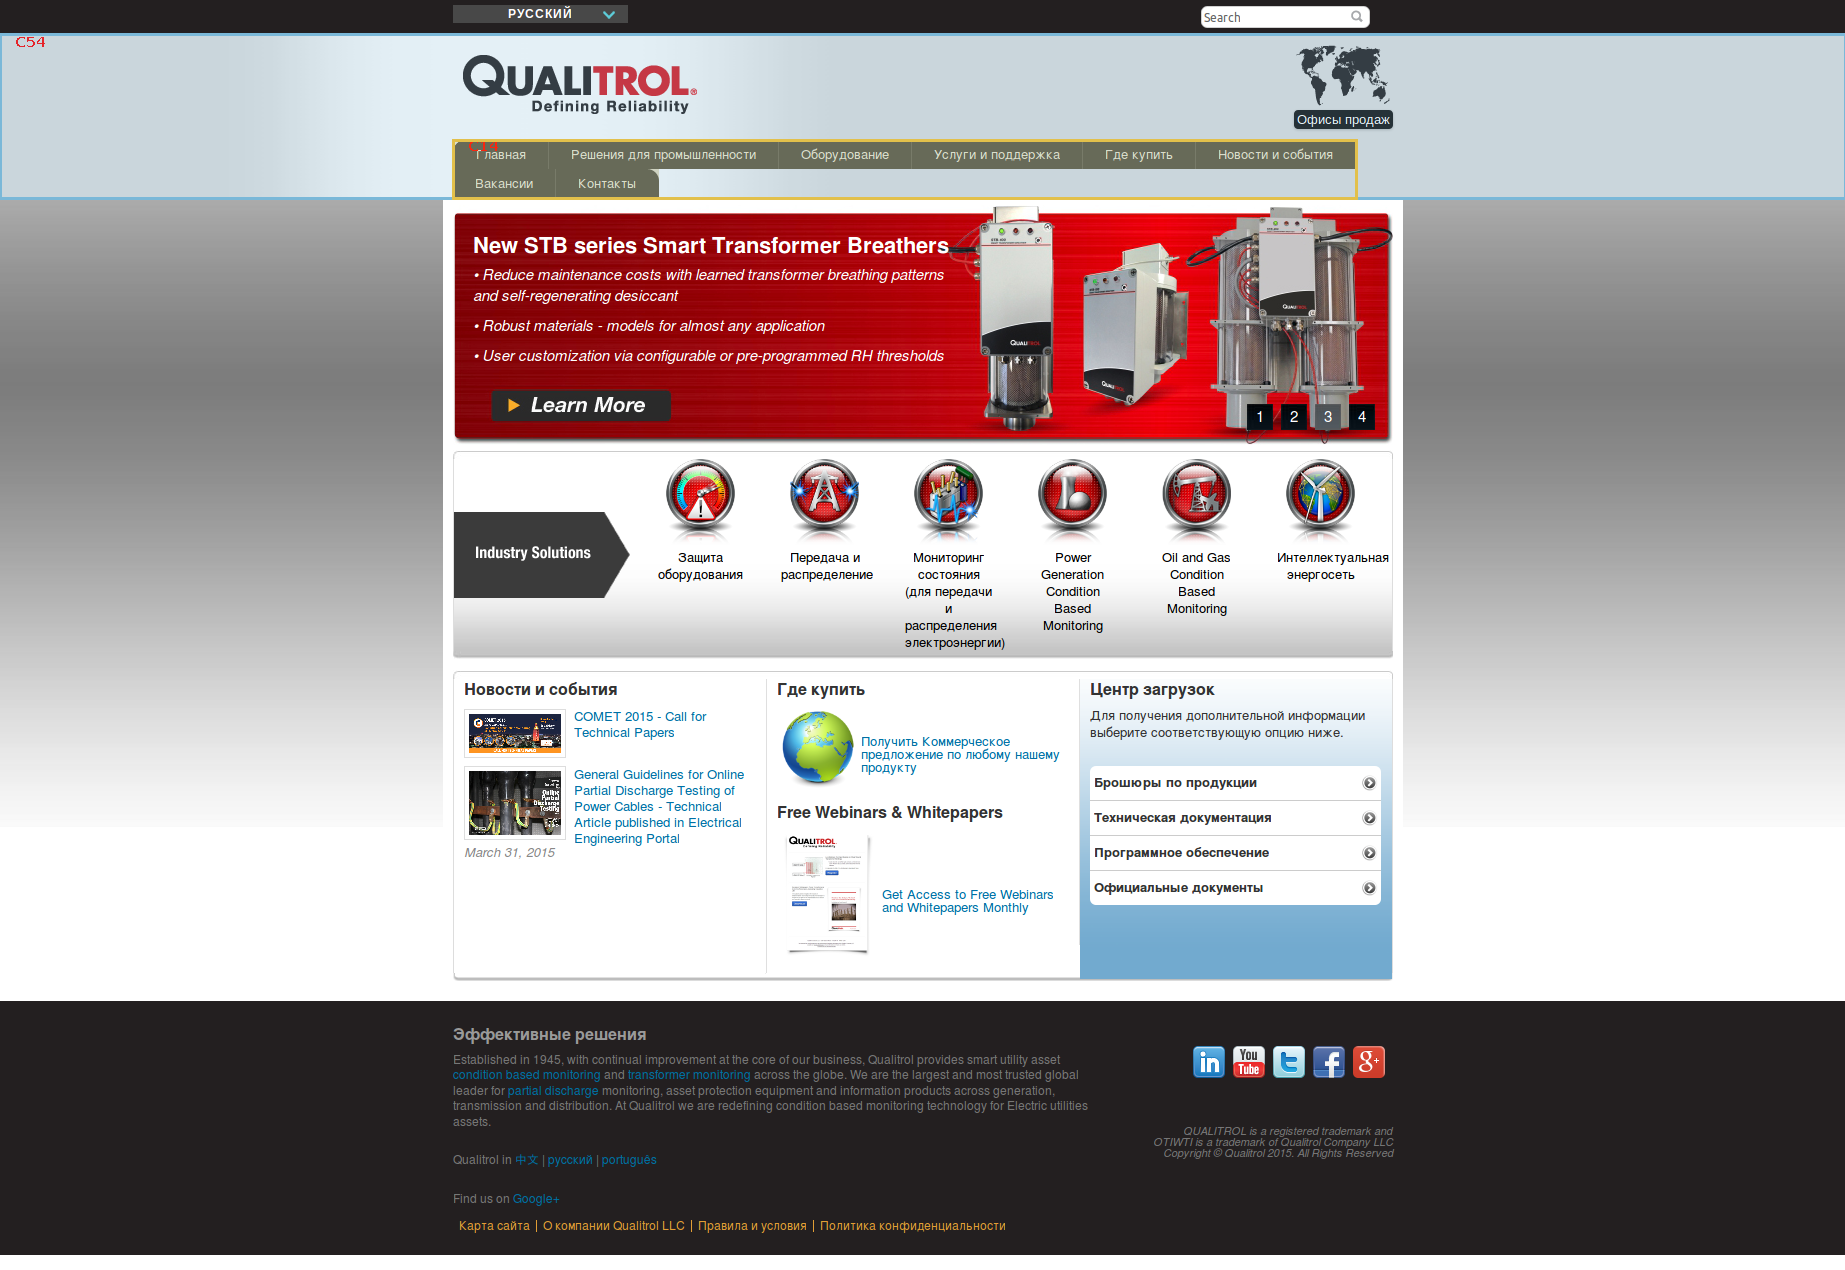 РУССКИЙ
Search
C54
QUALITROL®
Defining Reliability
Офисы продаж
Главная
Решения для промышленности
Оборудование
Услуги и поддержка
Где купить
Новости и события
Вакансии
Контакты
New STB series Smart Transformer Breathers
• Reduce maintenance costs with learned transformer breathing patterns
and self-regenerating desiccant
• Robust materials - models for almost any application
• User customization via configurable or pre-programmed RH thresholds
Learn More
1 2 3 4
Industry Solutions
Защита
оборудования
Передача и
распределение
Мониторинг
состояния
(для передачи
и
распределения
электроэнергии)
Power
Generation
Condition
Based
Monitoring
Oil and Gas
Condition
Based
Monitoring
Интеллектуальная
энергосеть
Новости и события
COMET 2015 - Call for
Technical Papers
General Guidelines for Online
Partial Discharge Testing of
Power Cables - Technical
Article published in Electrical
Engineering Portal
March 31, 2015
Где купить
Получить Коммерческое
предложение по любому нашему
продукту
Free Webinars & Whitepapers
QUALITROL
Get Access to Free Webinars
and Whitepapers Monthly
Центр загрузок
Для получения дополнительной информации
выберите соответствующую опцию ниже.
Брошюры по продукции
Техническая документация
Программное обеспечение
Официальные документы
Эффективные решения
Established in 1945, with continual improvement at the core of our business, Qualitrol provides smart utility asset
condition based monitoring and transformer monitoring across the globe. We are the largest and most trusted global
leader for partial discharge monitoring, asset protection equipment and information products across generation,
transmission and distribution. At Qualitrol we are redefining condition based monitoring technology for Electric utilities
assets.
Qualitrol in 中文 | русский | português
Find us on Google+
Карта сайта | О компании Qualitrol LLC | Правила и условия | Политика конфиденциальности
in
You
Tube
QUALITROL is a registered trademark and
OTIWTI is a trademark of Qualitrol Company LLC
Copyright © Qualitrol 2015. All Rights Reserved